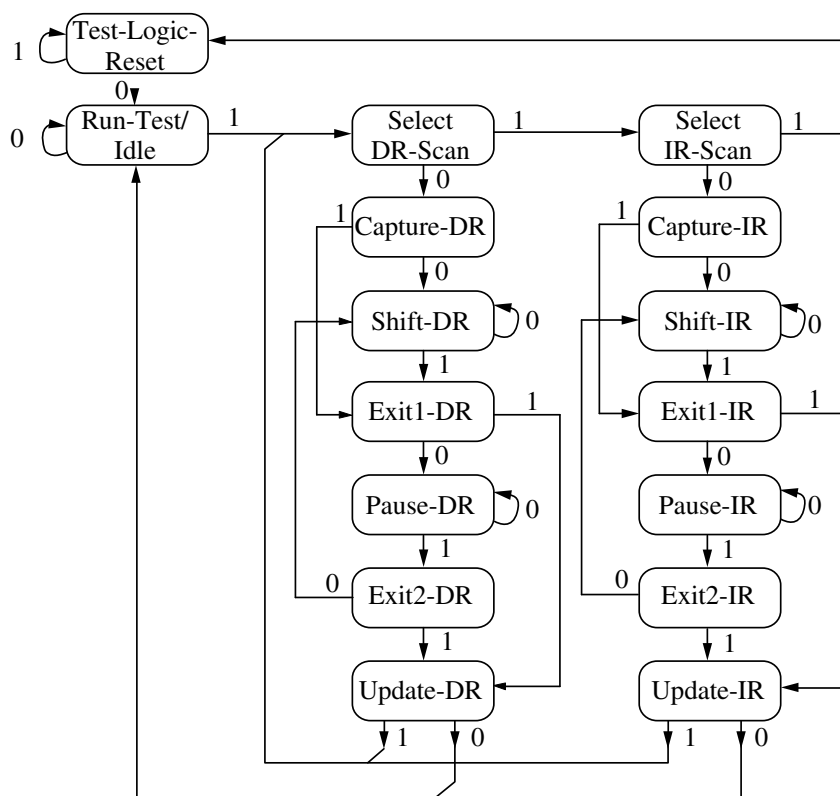 Test-Logic-
Reset
1
0
Run-Test/
Idle
0
1
Select
DR-Scan
1
Select
IR-Scan
1
0
0
1
Capture-DR
1
Capture-IR
0
0
Shift-DR
0
Shift-IR
0
1
1
Exit1-DR
1
Exit1-IR
1
0
0
Pause-DR
0
Pause-IR
0
1
1
0
Exit2-DR
0
Exit2-IR
1
1
Update-DR
Update-IR
1
0
1
0